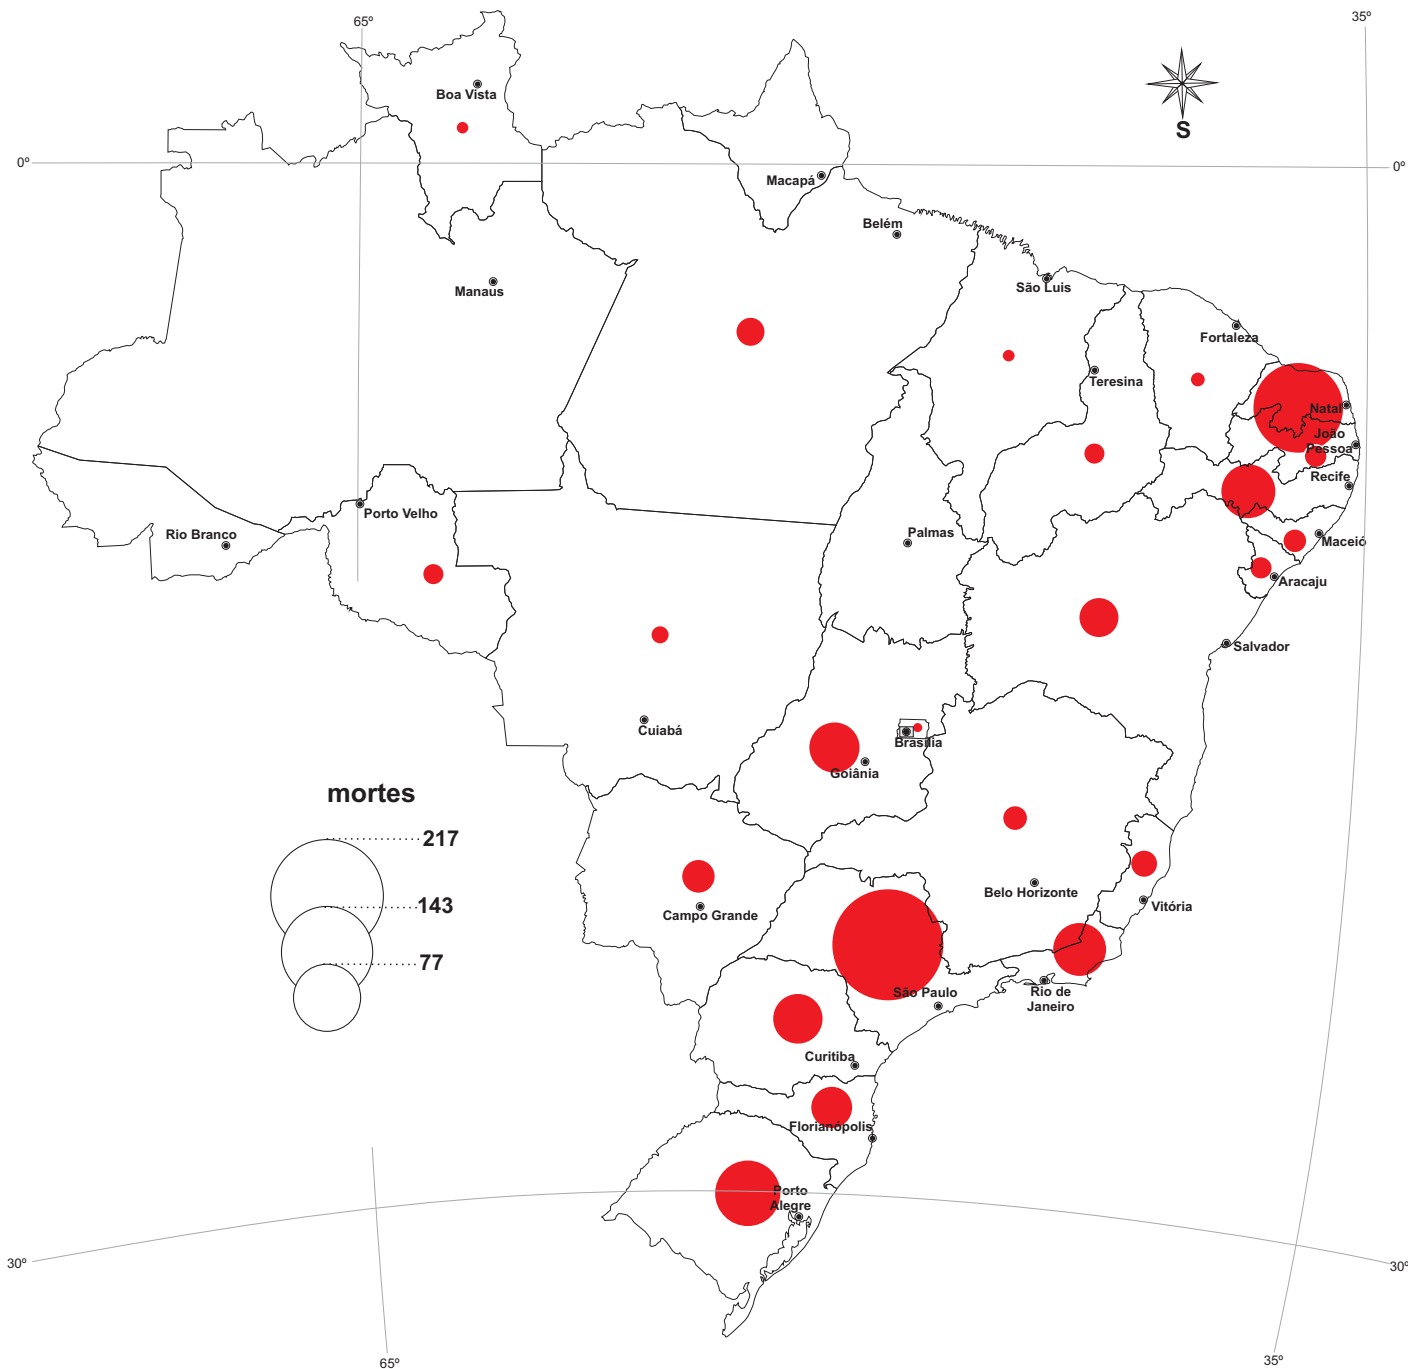 65º
35º
Boa Vista
S
0º
0º
Macapá
Belém
Manaus
São Luis
Fortaleza
Teresina
Natal
João
Pessoa
Recife
Porto Velho
Rio Branco
Palmas
Maceió
Aracaju
Salvador
Cuiabá
Brasília
Goiânia
mortes
217
143
77
Belo Horizonte
Campo Grande
Vitória
São Paulo
Rio de
Janeiro
Curitiba
Florianópolis
Porto
Alegre
30º
30º
65º
35º